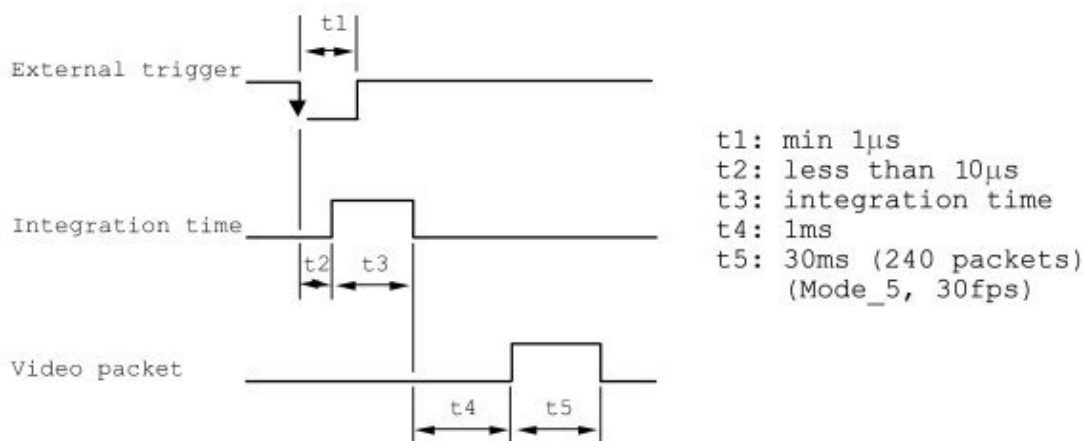 t1
External trigger
Integration time
t2
t3
Video packet
t4
t5
t1: min 1µs
t2: less than 10µs
t3: integration time
t4: 1ms
t5: 30ms (240 packets)
(Mode_5, 30fps)